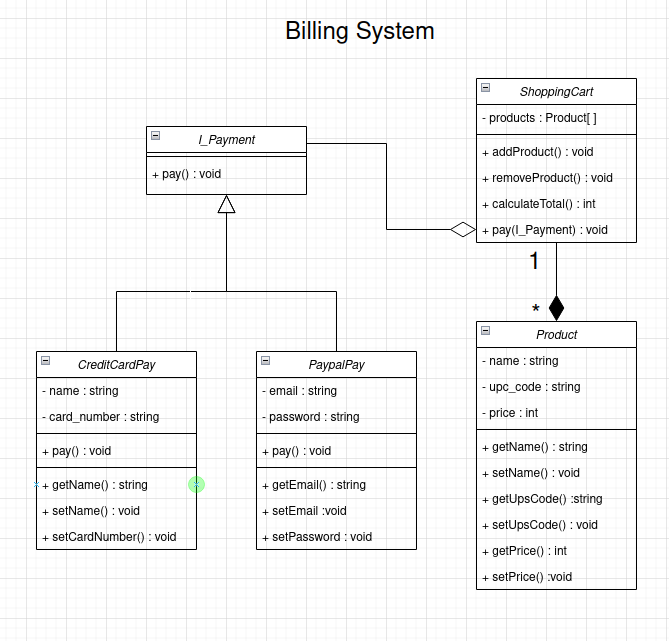 Billing System
ShoppingCart
- products : Product[ ]
+ addProduct() : void
+ removeProduct() : void
+ calculateTotal() : int
+ pay(I_Payment) : void
I_Payment
+ pay() : void
1
*
CreditCardPay
- name : string
- card_number : string
+ pay() : void
+ getName() : string
+ setName() : void
+ setCardNumber() : void
PaypalPay
- email : string
- password : string
+ pay() : void
+ getEmail() : string
+ setEmail :void
+ setPassword : void
Product
- name : string
- upc_code : string
- price : int
+ getName() : string
+ setName() : void
+ getUpsCode() :string
+ setUpsCode() : void
+ getPrice() : int
+ setPrice() :void